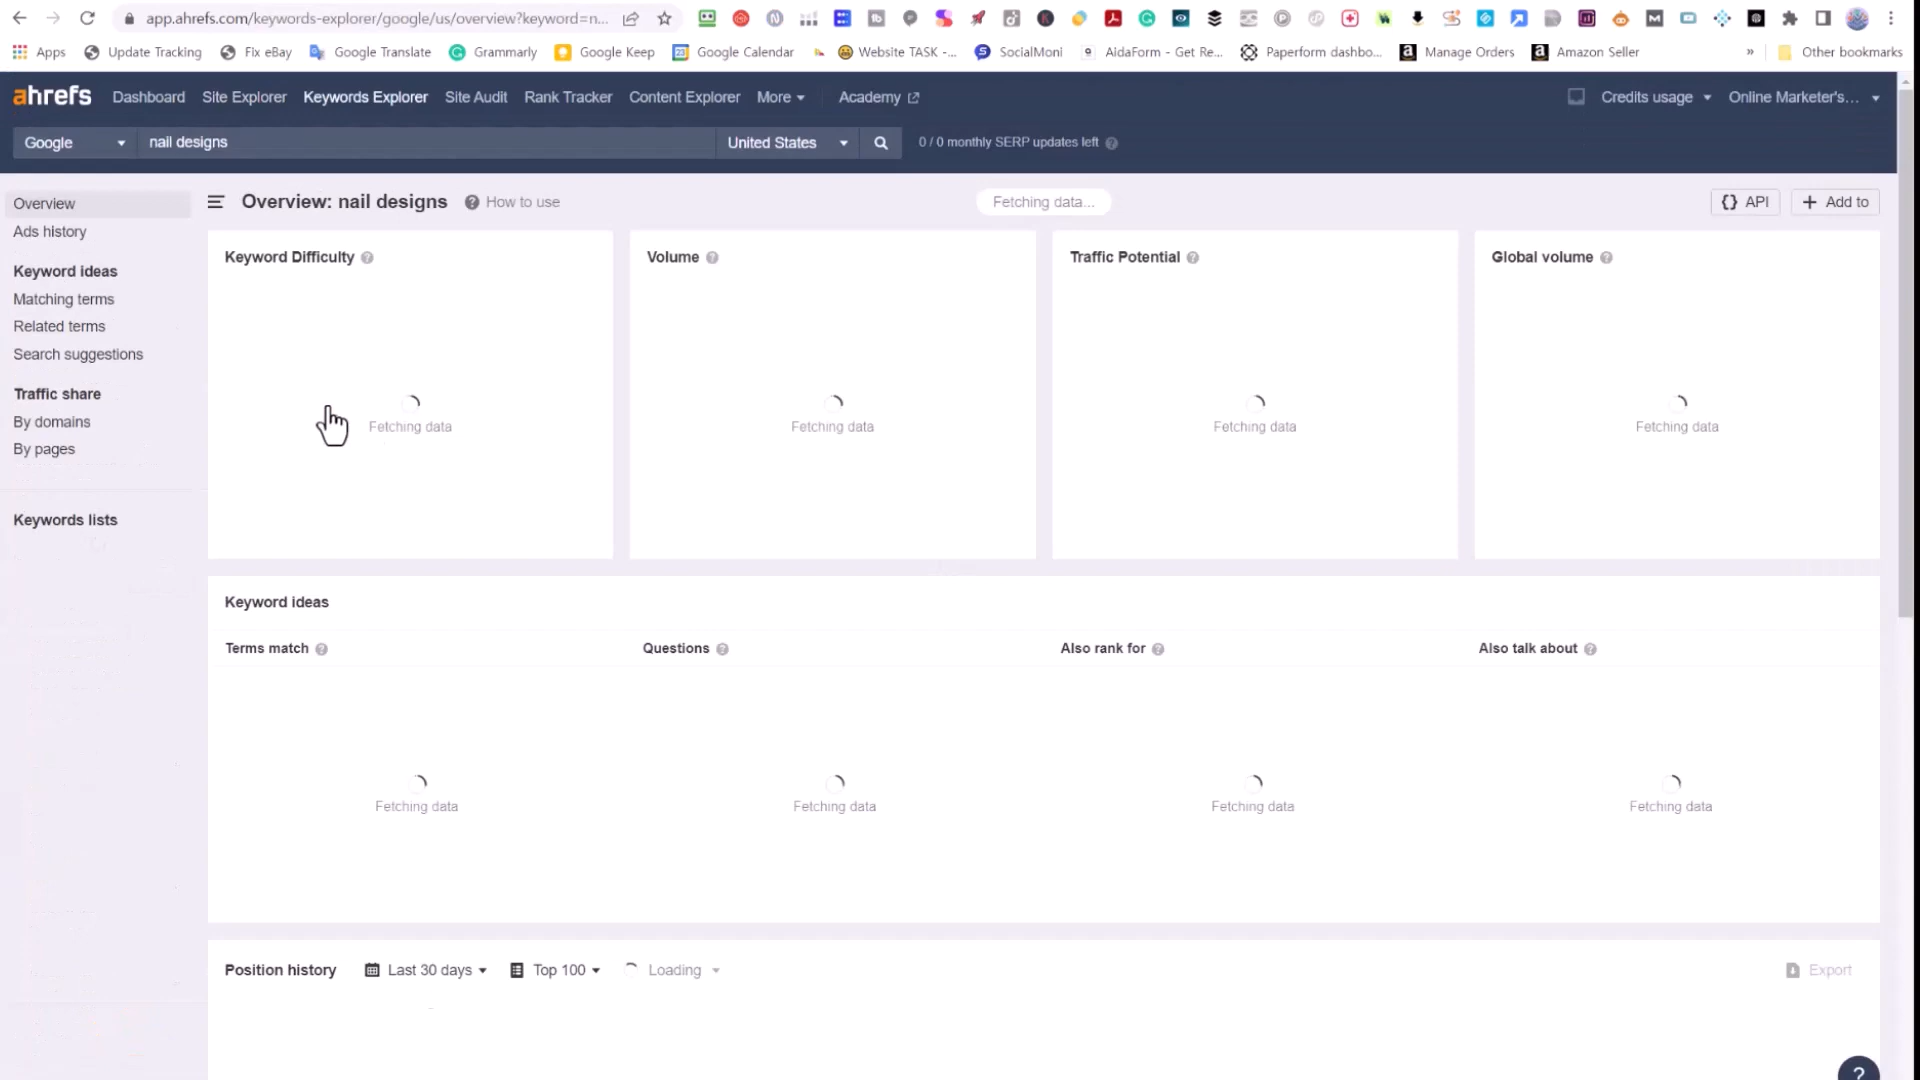 app.ahrefs.com/keywords-explorer/google/us/overview?keyword=n...
Apps Update Tracking Fix eBay Google Translate Grammarly Google Keep Google Calendar Website TASK -... SocialMoni AidaForm - Get Re... Paperform dashbo... Manage Orders Amazon Seller » Other bookmarks
ahrefs Dashboard Site Explorer Keywords Explorer Site Audit Rank Tracker Content Explorer More Academy Credits usage Online Marketer's...
Google nail designs United States 0 / 0 monthly SERP updates left
Overview
Ads history
Keyword ideas
Matching terms
Related terms
Search suggestions
Traffic share
By domains
By pages
Keywords lists
Overview: nail designs How to use Fetching data... {} API + Add to
Keyword Difficulty Volume Traffic Potential Global volume
Fetching data Fetching data Fetching data Fetching data
Keyword ideas
Terms match Questions Also rank for Also talk about
Fetching data Fetching data Fetching data Fetching data
Position history Last 30 days Top 100 Loading Export
?